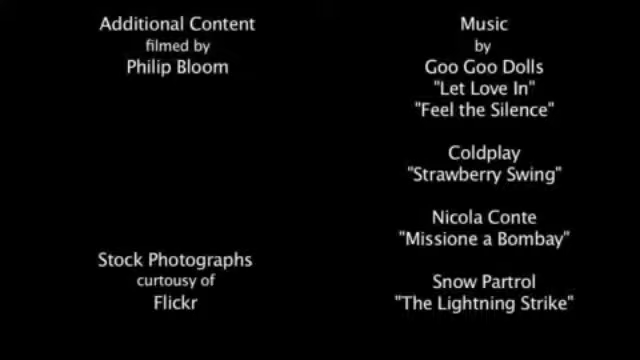 Additional Content
filmed by
Philip Bloom
Stock Photographs
curtousy of
Flickr
Music
by
Goo Goo Dolls
"Let Love In"
"Feel the Silence"
Coldplay
"Strawberry Swing"
Nicola Conte
"Missione a Bombay"
Snow Partrol
"The Lightning Strike"